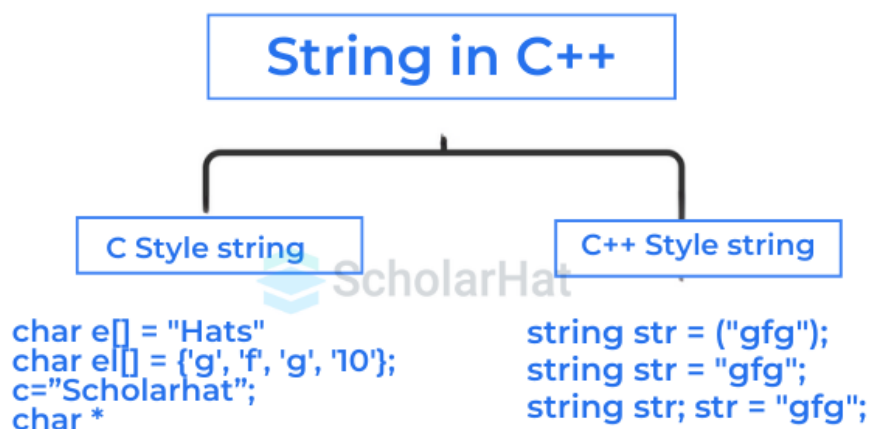 String in C++
C Style string
C++ Style string
ScholarHat
char e[] = "Hats"
char el[] = {'g', 'f', 'g', '10'};
c=”Scholarhat”;
char *
string str = ("gfg");
string str = "gfg";
string str; str = "gfg";